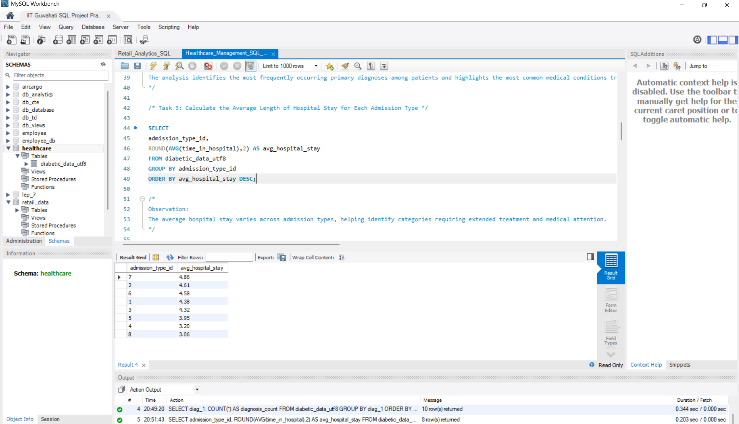 MySQL Workbench
IIT Guwahati SQL Project Pra...
File Edit View Query Database Server Tools Scripting Help
Navigator
SCHEMAS
Filter objects
aircargo
db_analytics
db_cte
db_database
db_tcl
db_views
employee
employee_db
healthcare
Tables
diabetic_data_utf8
Views
Stored Procedures
Functions
lep_7
retail_data
Tables
Views
Stored Procedures
Functions
Administration Schemas
Information
Schema: healthcare
Object Info Session
Retail_Analytics_SQL Healthcare_Management_SQL_...
Limit to 1000 rows
39 The analysis identifies the most frequently occurring primary diagnoses among patients and highlights the most common medical conditions tr
40 */
41
42 /* Task 5: Calculate the Average Length of Hospital Stay for Each Admission Type */
43
44 SELECT
45 admission_type_id,
46 ROUND(AVG(time_in_hospital),2) AS avg_hospital_stay
47 FROM diabetic_data_utf8
48 GROUP BY admission_type_id
49 ORDER BY avg_hospital_stay DESC;
50
51 /*
52 Observation:
53 The average hospital stay varies across admission types, helping identify categories requiring extended treatment and medical attention.
54 */
55
Result Grid Filter Rows: Export: Wrap Cell Content:
admission_type_id avg_hospital_stay
7 4.86
2 4.61
6 4.58
1 4.38
3 4.32
5 3.95
4 3.20
8 3.06
Result Grid
Form Editor
Field Types
Result 4 Read Only
Output
Action Output
# Time Action Message Duration / Fetch
4 20:49:20 SELECT diag_1, COUNT(*) AS diagnosis_count FROM diabetic_data_utf8 GROUP BY diag_1 ORDER BY ... 10 row(s) returned 0.344 sec / 0.000 sec
5 20:51:43 SELECT admission_type_id, ROUND(AVG(time_in_hospital),2) AS avg_hospital_stay FROM diabetic_data_... 8 row(s) returned 0.203 sec / 0.000 sec
SQLAdditions
Jump to
Automatic context help is
disabled. Use the toolbar t
manually get help for the
current caret position or to
toggle automatic help.
Context Help Snippets